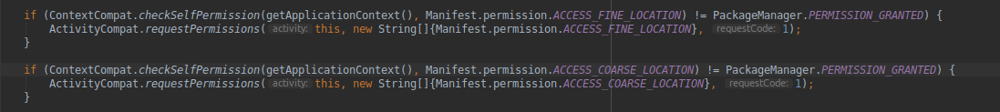 if (ContextCompat.checkSelfPermission(getApplicationContext(), Manifest.permission.ACCESS_FINE_LOCATION) != PackageManager.PERMISSION_GRANTED) {
ActivityCompat.requestPermissions( activity: this, new String[]{Manifest.permission.ACCESS_FINE_LOCATION}, requestCode: 1);
}
if (ContextCompat.checkSelfPermission(getApplicationContext(), Manifest.permission.ACCESS_COARSE_LOCATION) != PackageManager.PERMISSION_GRANTED) {
ActivityCompat.requestPermissions( activity: this, new String[]{Manifest.permission.ACCESS_COARSE_LOCATION}, requestCode: 1);
}